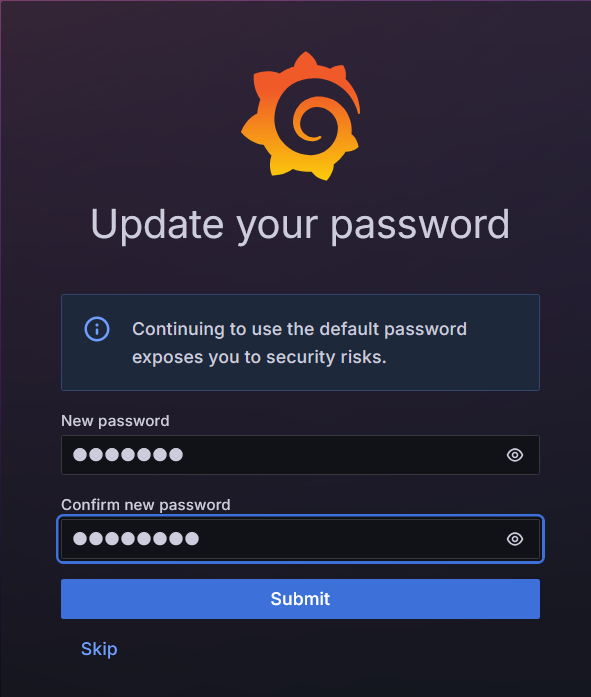 Update your password
Continuing to use the default password
exposes you to security risks.
New password
●●●●●●●
Confirm new password
●●●●●●●●
Submit
Skip